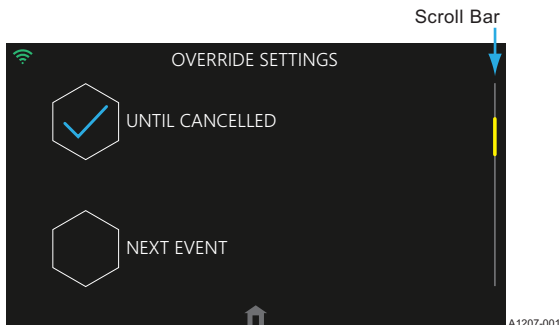 Scroll Bar
OVERRIDE SETTINGS
UNTIL CANCELLED
NEXT EVENT
A1207-001